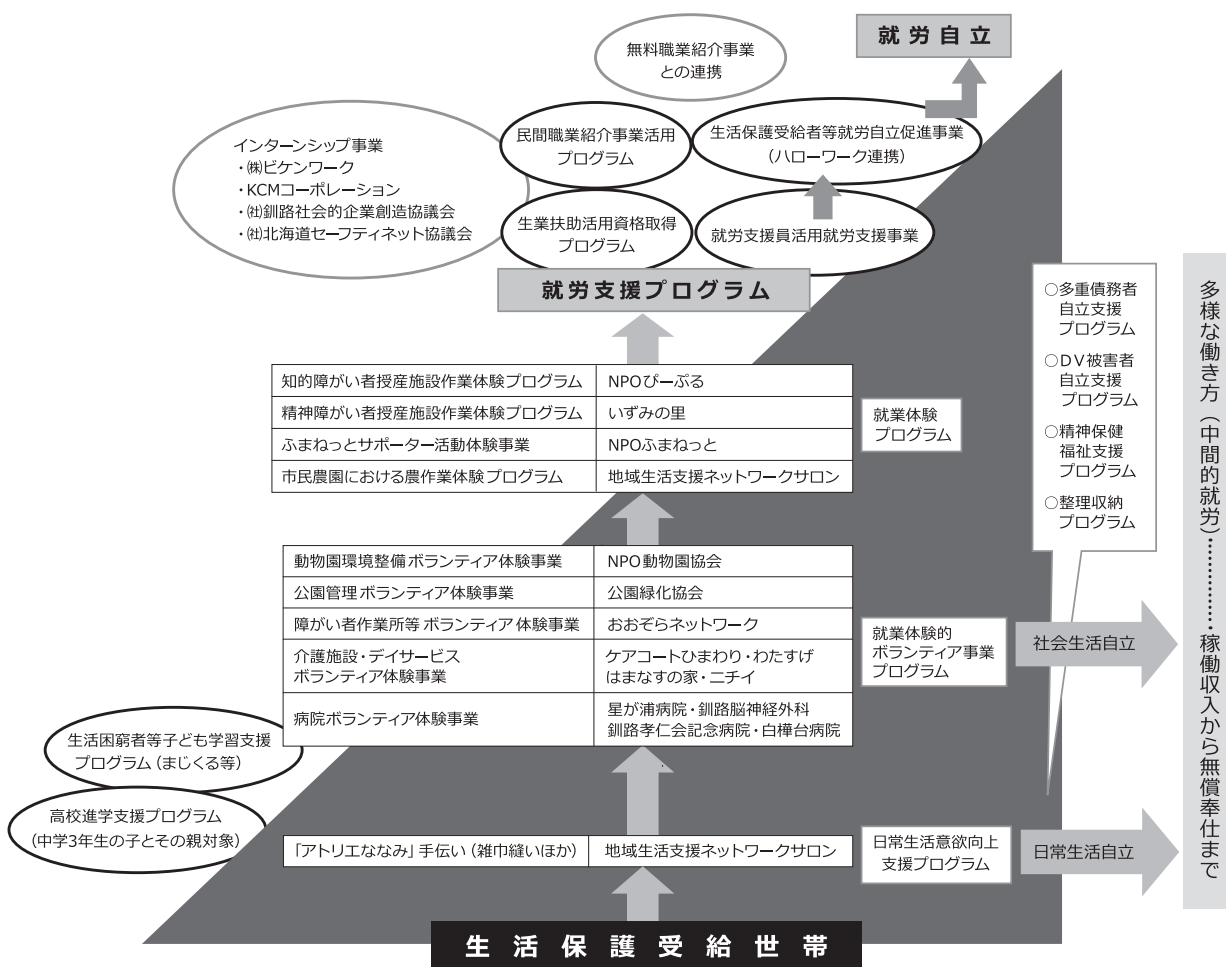 就労自立
無料職業紹介事業
との連携
民間職業紹介事業活用
プログラム
生活保護受給者等就労自立促進事業
（ハローワーク連携）
インターンシップ事業
・㈱ビケンワーク
・KCMコーポレーション
・㈳釧路社会的企業創造協議会
・㈳北海道セーフティネット協議会
生業扶助活用資格取得
プログラム
就労支援員活用就労支援事業
就労支援プログラム
知的障がい者授産施設作業体験プログラム NPOぴーぷる
精神障がい者授産施設作業体験プログラム いずみの里
ふまねっとサポーター活動体験事業 NPOふまねっと
市民農園における農作業体験プログラム 地域生活支援ネットワークサロン
就業体験
プログラム
○多重債務者
自立支援
プログラム
○DV被害者
自立支援
プログラム
○精神保健
福祉支援
プログラム
○整理収納
プログラム
動物園環境整備ボランティア体験事業 NPO動物園協会
公園管理ボランティア体験事業 公園緑化協会
障がい者作業所等ボランティア体験事業 おおぞらネットワーク
介護施設・デイサービス
ボランティア体験事業
ケアコートひまわり・わたすげ
はまなすの家・ニチイ
病院ボランティア体験事業
星が浦病院・釧路脳神経外科
釧路孝仁会記念病院・白樺台病院
就業体験的
ボランティア事業
プログラム
社会生活自立
生活困窮者等子ども学習支援
プログラム（まじくる等）
高校進学支援プログラム
（中学3年生の子とその親対象）
「アトリエななみ」手伝い（雑巾縫いほか） 地域生活支援ネットワークサロン
日常生活意欲向上
支援プログラム
日常生活自立
多様な働き方（中間的就労）……………稼働収入から無償奉仕まで
生活保護受給世帯